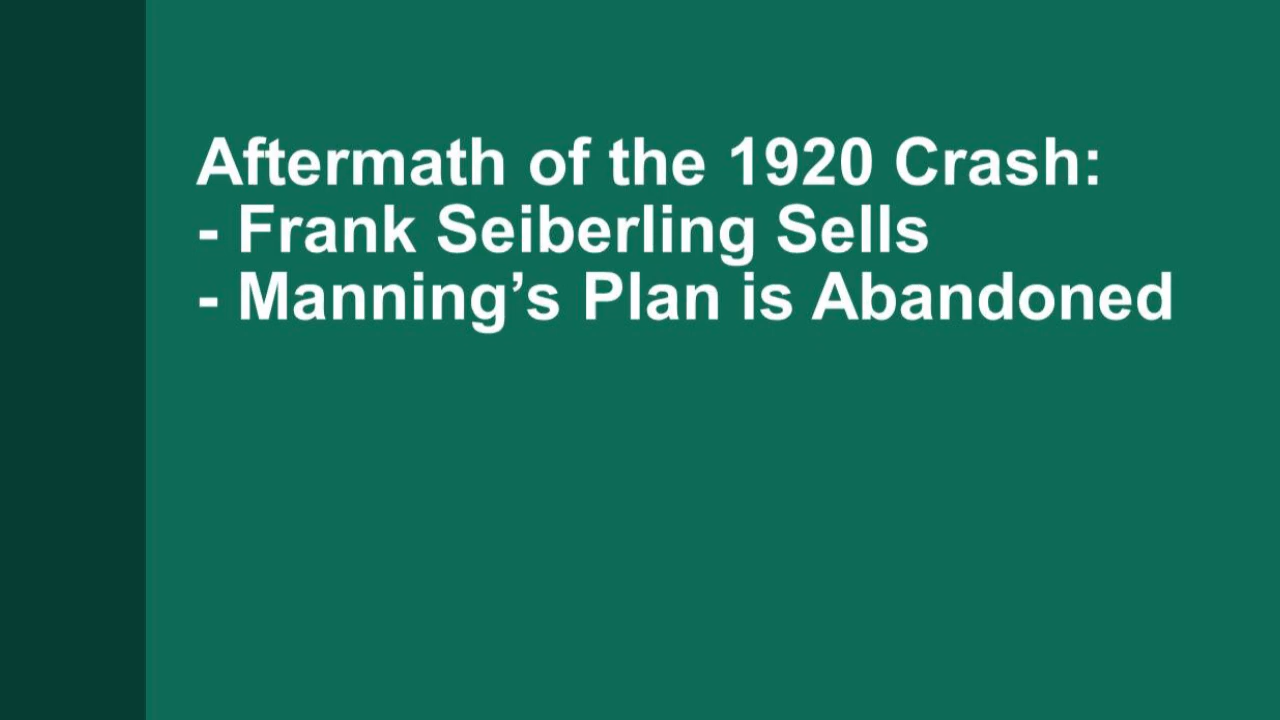 Aftermath of the 1920 Crash:
- Frank Seiberling Sells
- Manning’s Plan is Abandoned